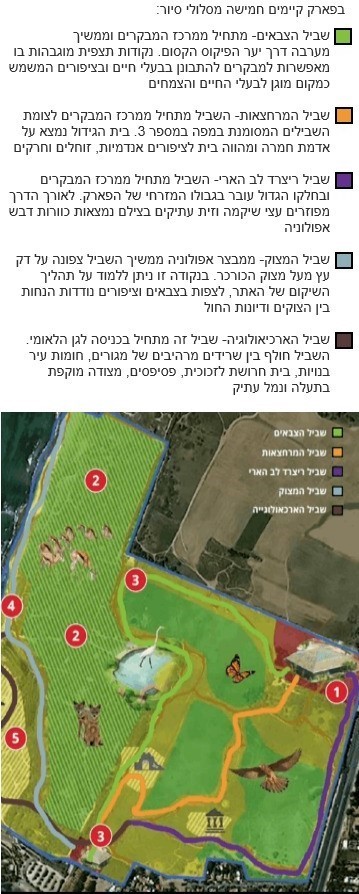 בפארק קיימים חמישה מסלולי סיור:
שביל הצבאים- מתחיל ממרכז המבקרים וממשיך
מערבה דרך יער הפיקוס הקסום. נקודות תצפית מוגבהות בו
מאפשרות למבקרים להתבונן בבעלי חיים ובציפורים המשמש
כמקום מוגן לבעלי החיים והצמחים
שביל המרחצאות- השביל מתחיל ממרכז המבקרים לצומת
השבילים המסומנת במפה במספר 3. בית הגידול נמצא על
אדמת חמרה ומהווה בית לציפורים אנדמיות, זוחלים וחרקים
שביל ריצרד לב הארי- השביל מתחיל ממרכז המבקרים
ובחלקו הגדול עובר בגבולו המזרחי של הפארק. לאורך הדרך
מפוזרים עצי שיקמה וזית עתיקים בצילם נמצאות כוורות דבש
אפולוניה
שביל המצוק- ממבצר אפולוניה ממשיך השביל צפונה על דק
עץ מעל מצוק הכורכר. בנקודה זו ניתן ללמוד על תהליך
השיקום של האתר, לצפות בצבאים וציפורים נודדות הנחות
בין הצוקים ודיונות החול
שביל הארכיאולוגיה- שביל זה מתחיל בכניסה לגן הלאומי.
השביל חולף בין שרידים מרהיבים של מגורים, חומות עיר
בנויות, בית חרושת לזכוכית, פסיפסים, מצודה מוקפת
בתעלה ונמל עתיק
שביל הצבאים
שביל המרחצאות
שביל ריצרד לב הארי
שביל המצוק
שביל הארכאולוגייה
2
3
4
2
1
5
3